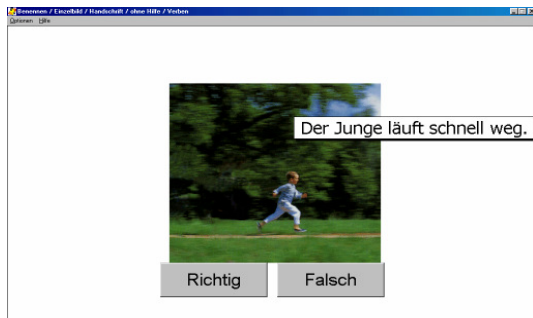 Benennen / Einzelbild / Handschrift / ohne Hilfe / Verben
Optionen Hilfe
Der Junge läuft schnell weg.
Richtig Falsch